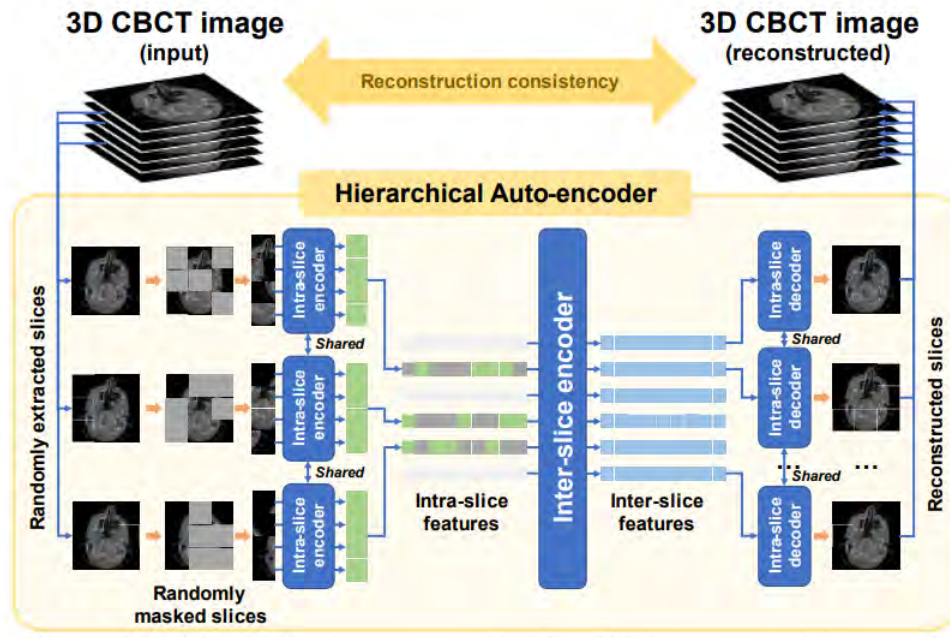 3D CBCT image
(input)
3D CBCT image
(reconstructed)
Reconstruction consistency
Hierarchical Auto-encoder
Randomly extracted slices
Intra-slice
encoder
Shared
Intra-slice
encoder
Shared
Intra-slice
encoder
Randomly
masked slices
Intra-slice
features
Inter-slice encoder
Inter-slice
features
Intra-slice
decoder
Shared
Intra-slice
decoder
...
...
Shared
Intra-slice
decoder
Reconstructed slices